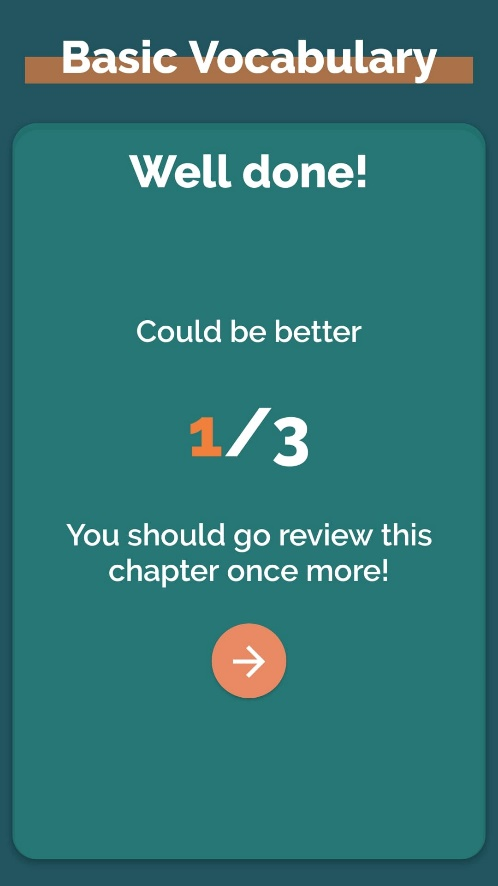 Basic Vocabulary
Well done!
Could be better
1/3
You should go review this
chapter once more!